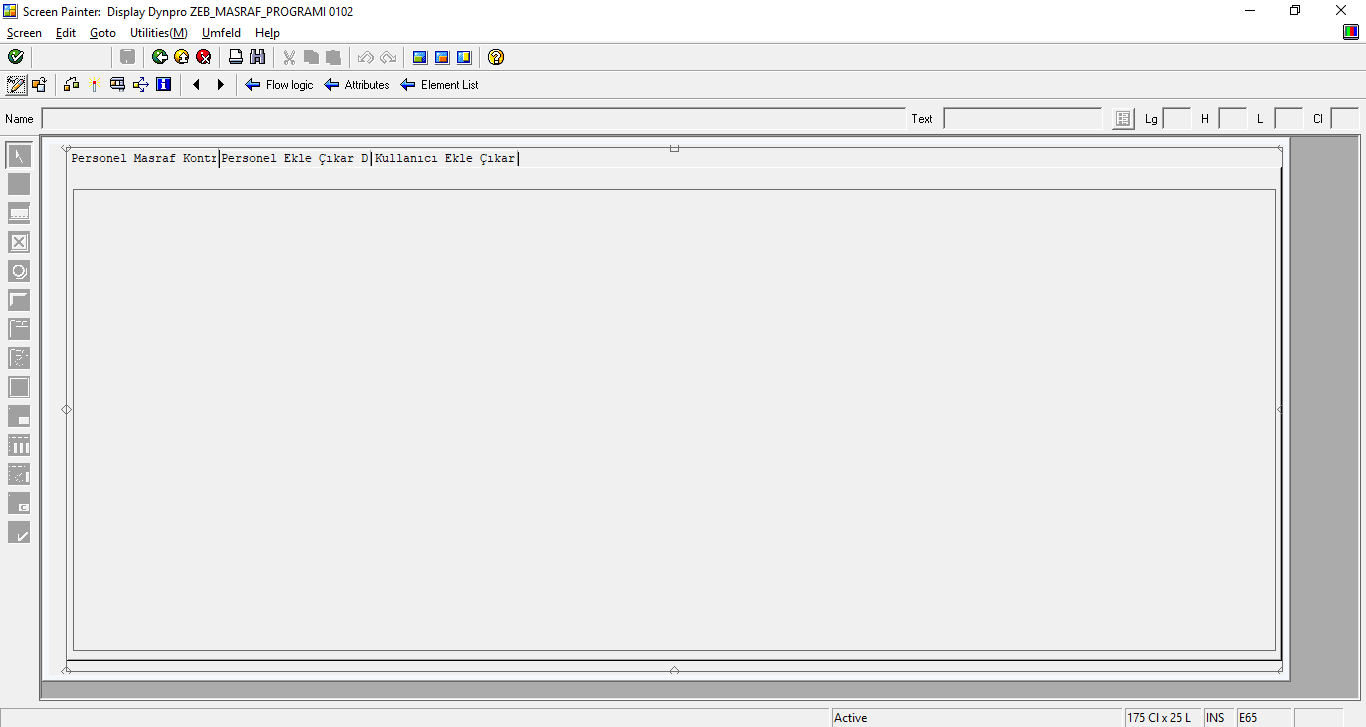 Screen Painter: Display Dynpro ZEB_MASRAF_PROGRAMI 0102
Screen Edit Goto Utilities(M) Umfeld Help
Flow logic Attributes Element List
Name Text Lg H L Cl
Personel Masraf Kontr Personel Ekle Çıkar D Kullanıcı Ekle Çıkar
Active 175 Cl x 25 L INS E65